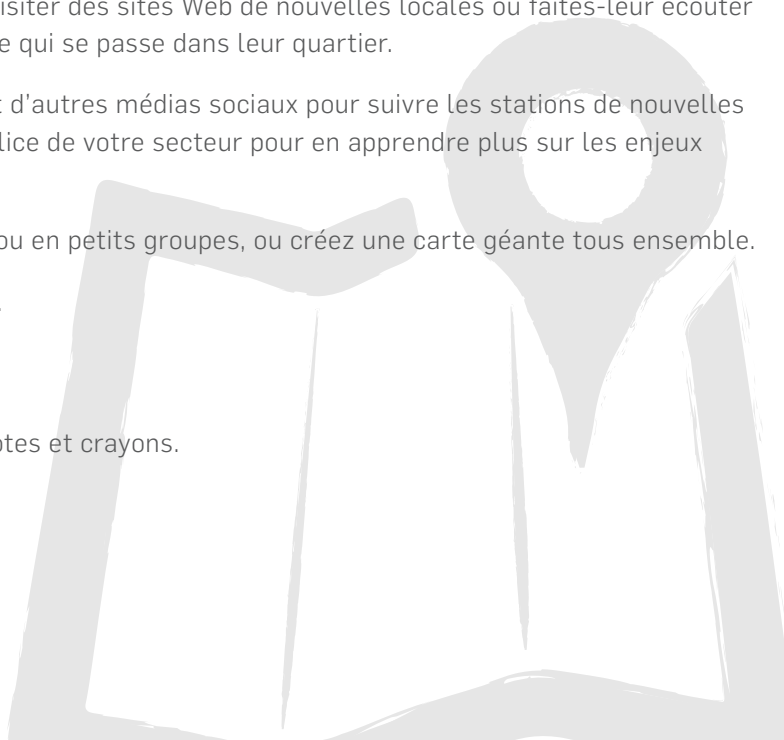 isiter des sites Web de nouvelles locales ou faites-leur écouter
e qui se passe dans leur quartier.
t d'autres médias sociaux pour suivre les stations de nouvelles
lice de votre secteur pour en apprendre plus sur les enjeux
ou en petits groupes, ou créez une carte géante tous ensemble.
.
otes et crayons.